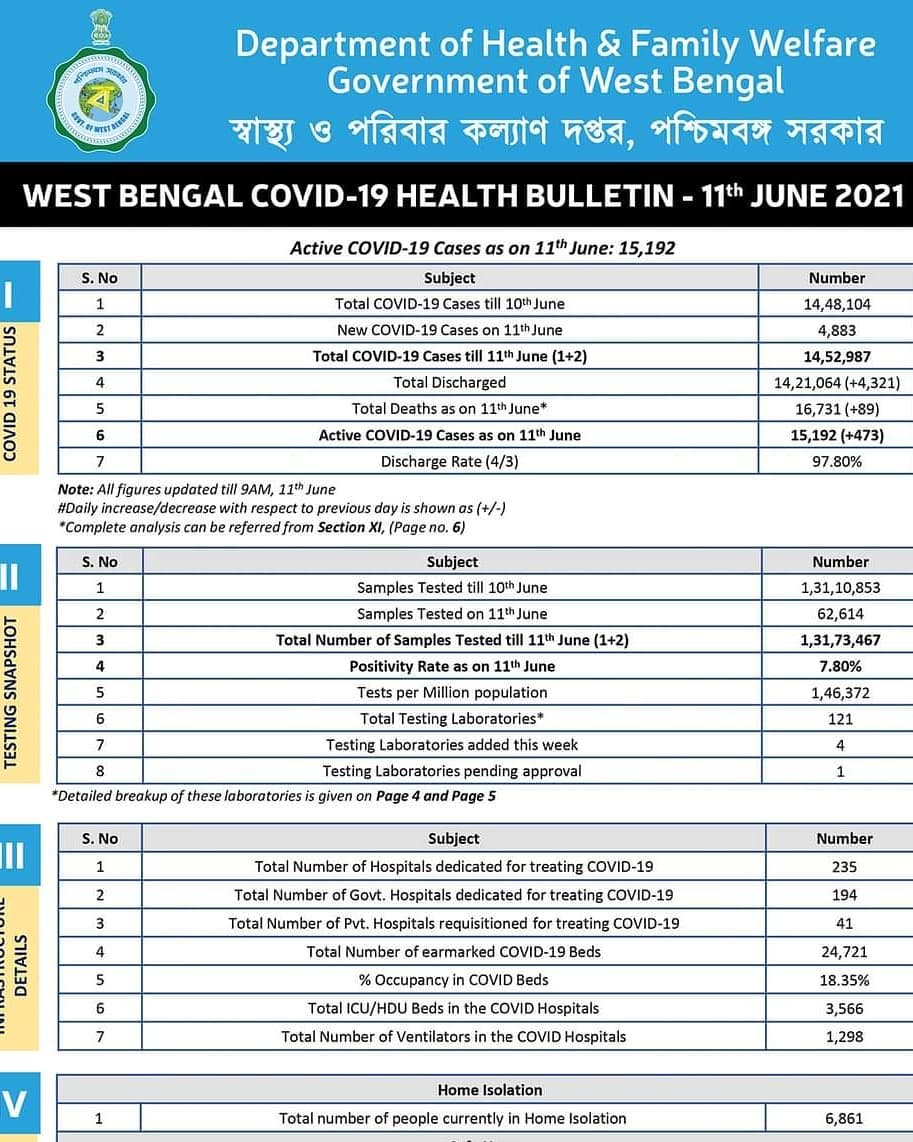 Department of Health & Family Welfare
Government of West Bengal
স্বাস্থ্য ও পরিবার কল্যাণ দপ্তর, পশ্চিমবঙ্গ সরকার
পশ্চিমবঙ্গ সরকার
GOVT. OF WEST BENGAL
WEST BENGAL COVID-19 HEALTH BULLETIN - 11th JUNE 2021
Active COVID-19 Cases as on 11th June: 15,192
I
COVID 19 STATUS
S. No Subject Number
1 Total COVID-19 Cases till 10th June 14,48,104
2 New COVID-19 Cases on 11th June 4,883
3 Total COVID-19 Cases till 11th June (1+2) 14,52,987
4 Total Discharged 14,21,064 (+4,321)
5 Total Deaths as on 11th June* 16,731 (+89)
6 Active COVID-19 Cases as on 11th June 15,192 (+473)
7 Discharge Rate (4/3) 97.80%
Note: All figures updated till 9AM, 11th June
#Daily increase/decrease with respect to previous day is shown as (+/-)
*Complete analysis can be referred from Section XI, (Page no. 6)
II
TESTING SNAPSHOT
S. No Subject Number
1 Samples Tested till 10th June 1,31,10,853
2 Samples Tested on 11th June 62,614
3 Total Number of Samples Tested till 11th June (1+2) 1,31,73,467
4 Positivity Rate as on 11th June 7.80%
5 Tests per Million population 1,46,372
6 Total Testing Laboratories* 121
7 Testing Laboratories added this week 4
8 Testing Laboratories pending approval 1
*Detailed breakup of these laboratories is given on Page 4 and Page 5
III
DETAILS
S. No Subject Number
1 Total Number of Hospitals dedicated for treating COVID-19 235
2 Total Number of Govt. Hospitals dedicated for treating COVID-19 194
3 Total Number of Pvt. Hospitals requisitioned for treating COVID-19 41
4 Total Number of earmarked COVID-19 Beds 24,721
5 % Occupancy in COVID Beds 18.35%
6 Total ICU/HDU Beds in the COVID Hospitals 3,566
7 Total Number of Ventilators in the COVID Hospitals 1,298
V
Home Isolation
1 Total number of people currently in Home Isolation 6,861